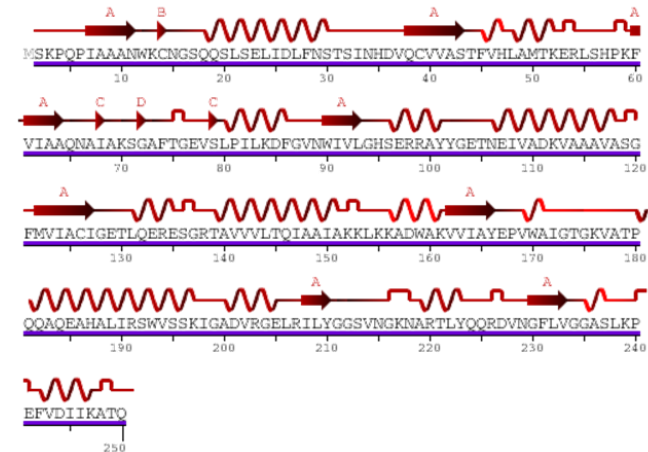 A B A A
MSKPQPIAAANWKCNGSQQSLSELIDLFNSTSINHDVQCVVASTFVHLAMTKERLSHPKF
10 20 30 40 50 60
A C D C A
VIAAQNAIAKSGAFTGEVSLPILKDFGVNWIVLGHSERRAYYGETNEIVADKVAAAVASG
70 80 90 100 110 120
A A
FMVIACIGETLQERESGRTAVVVLTQIAAIAKKLKKADWAKVVIAYEPVWAIGTGKVATP
130 140 150 160 170 180
A A
QQAQEAHALIRSWVSSKIGADVRGELRILYGGSVNGKNARTLYQQRDVNGFLVGGASLKP
190 200 210 220 230 240
EFVDIIKATQ
250